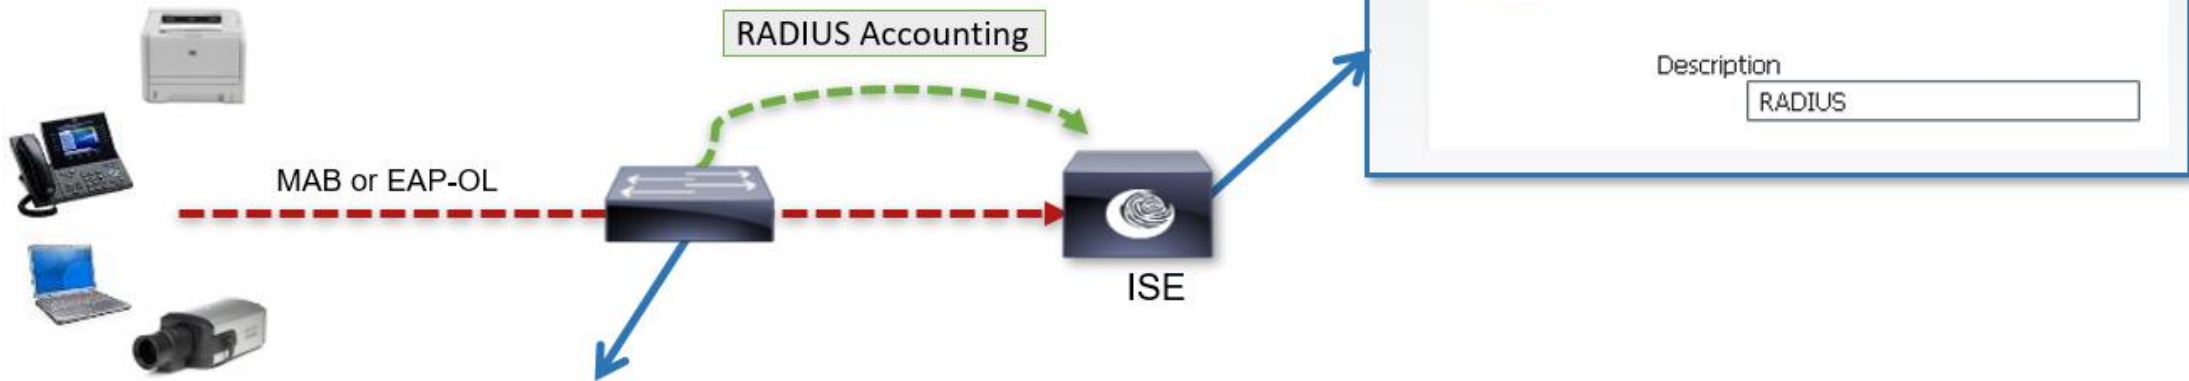 RADIUS Accounting
Description
RADIUS
MAB or EAP-OL
ISE